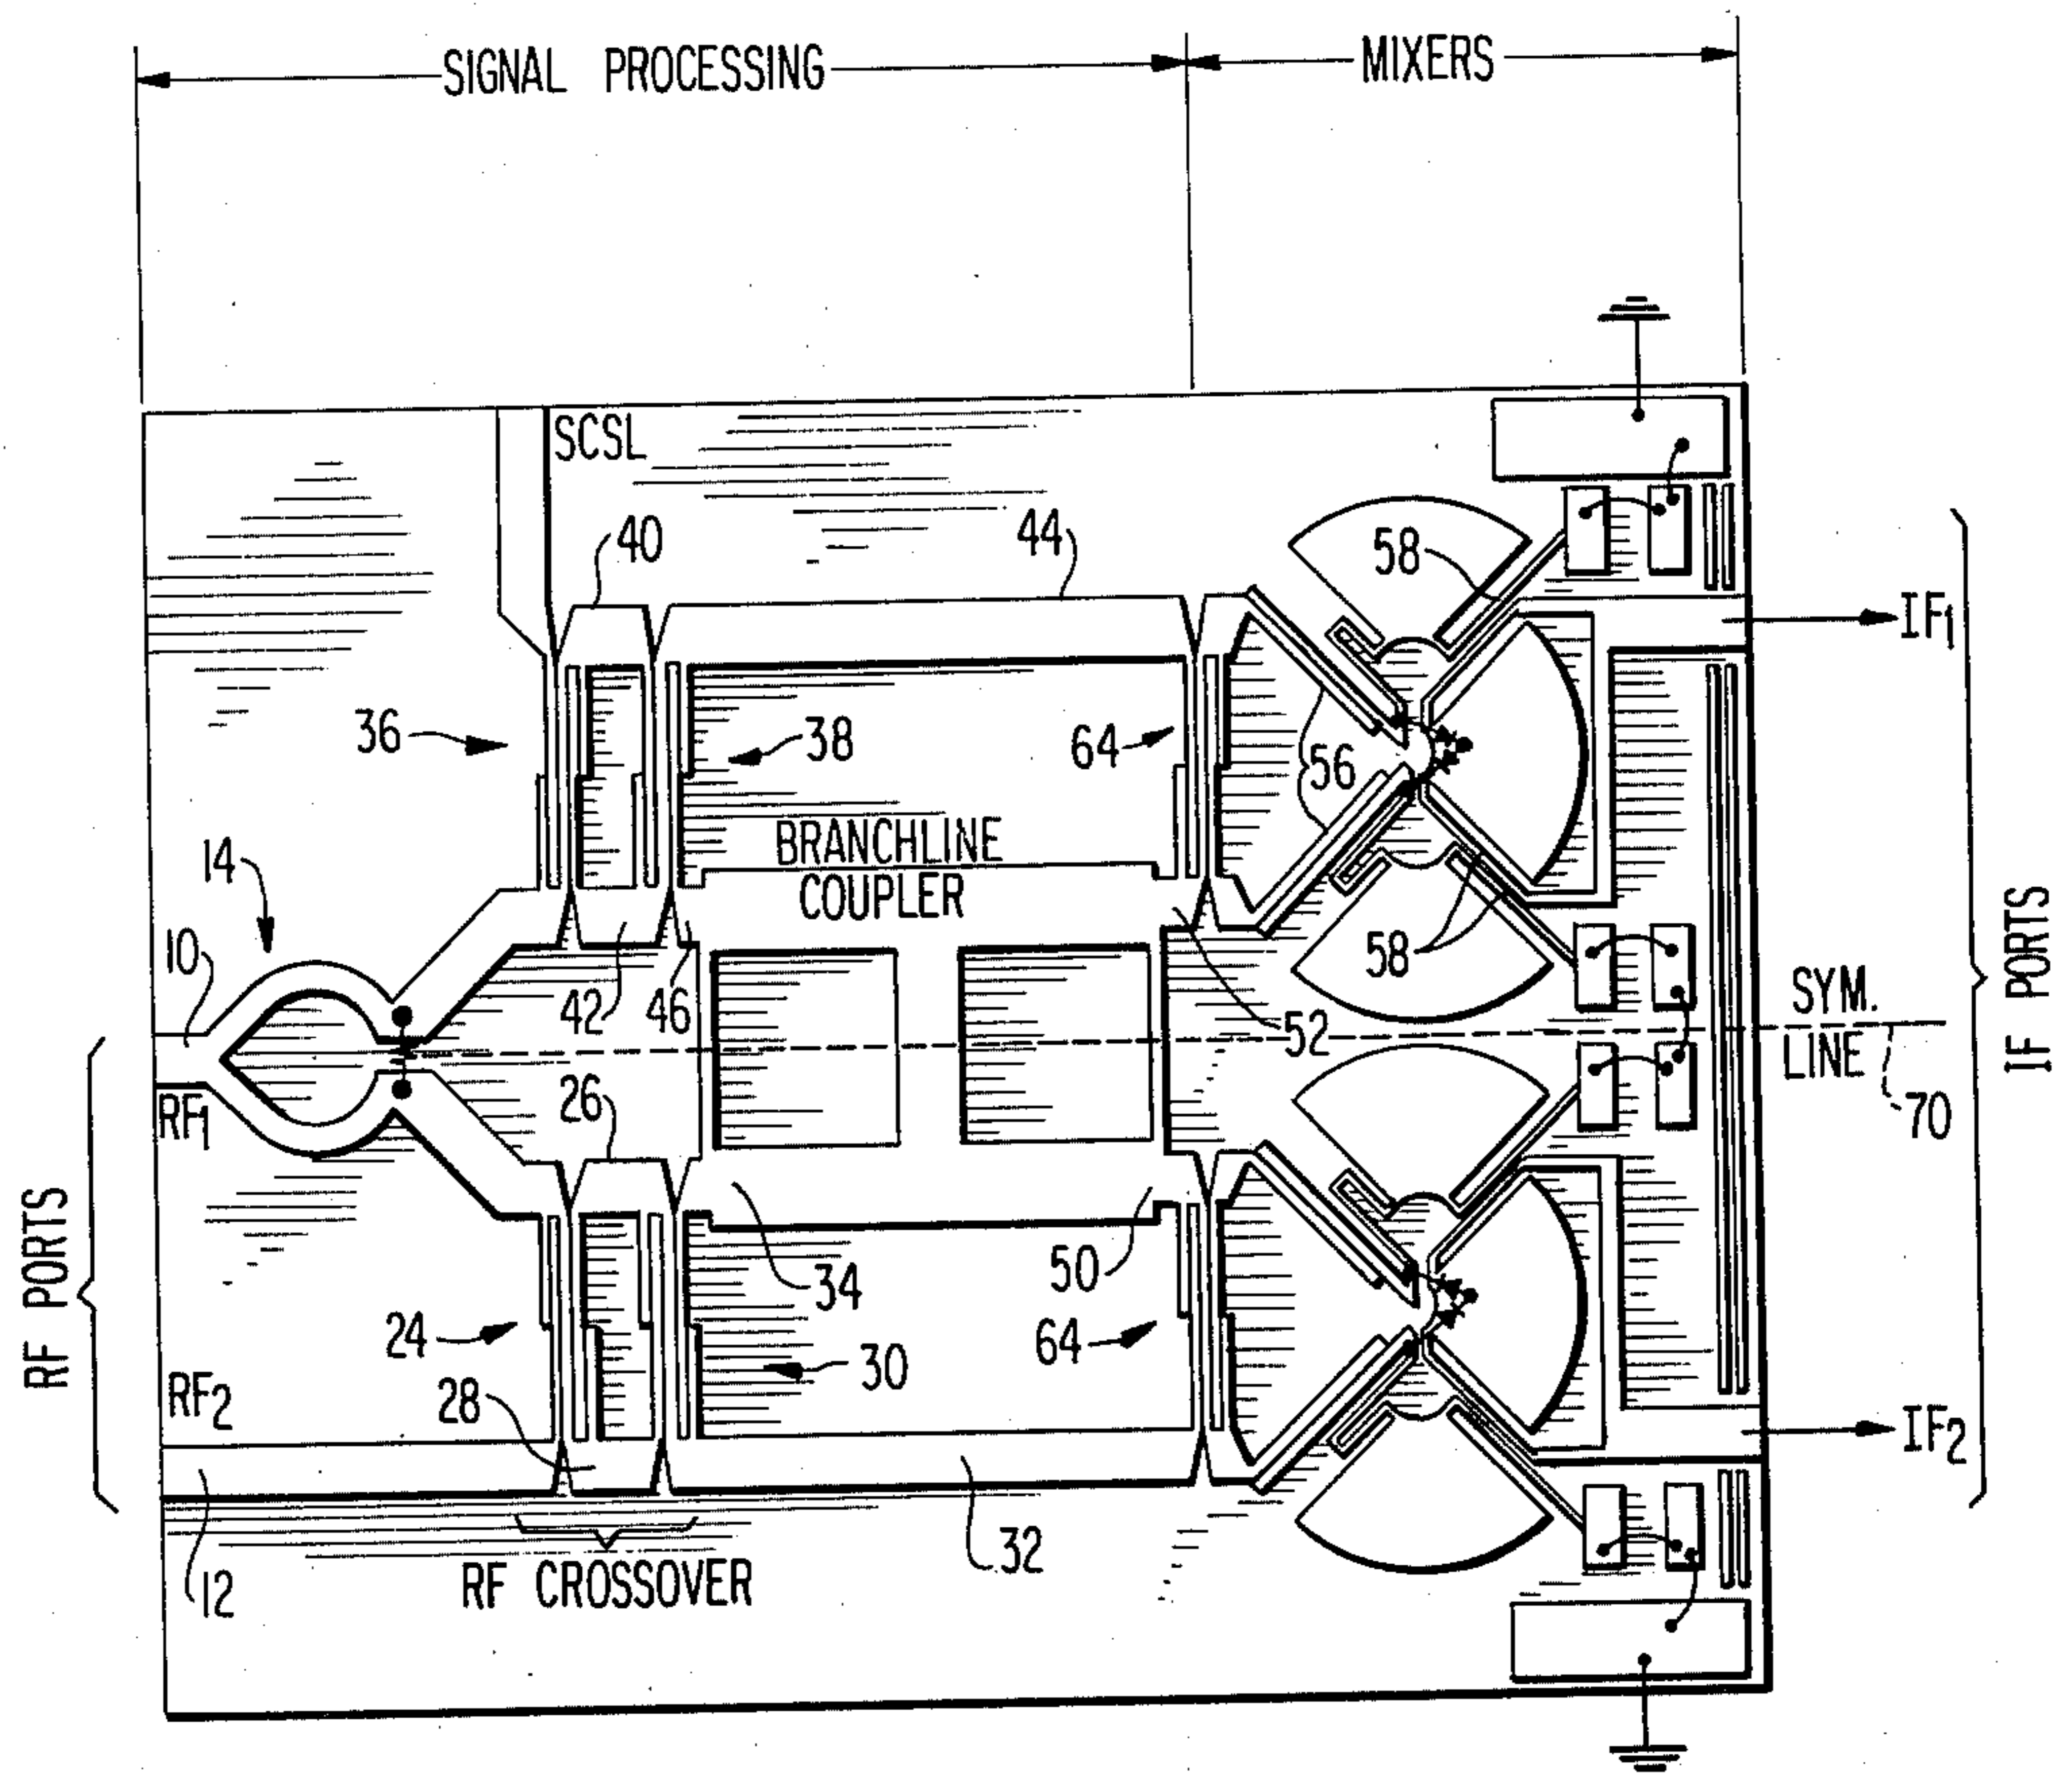 SIGNAL PROCESSING
MIXERS
SCSL
40
44
58
IF1
36
38
64
56
BRANCHLINE
COUPLER
14
10
42
46
58
52
SYM.
LINE
70
IF PORTS
RF1
26
RF PORTS
34
50
24
30
64
RF2
28
IF2
12
RF CROSSOVER
32